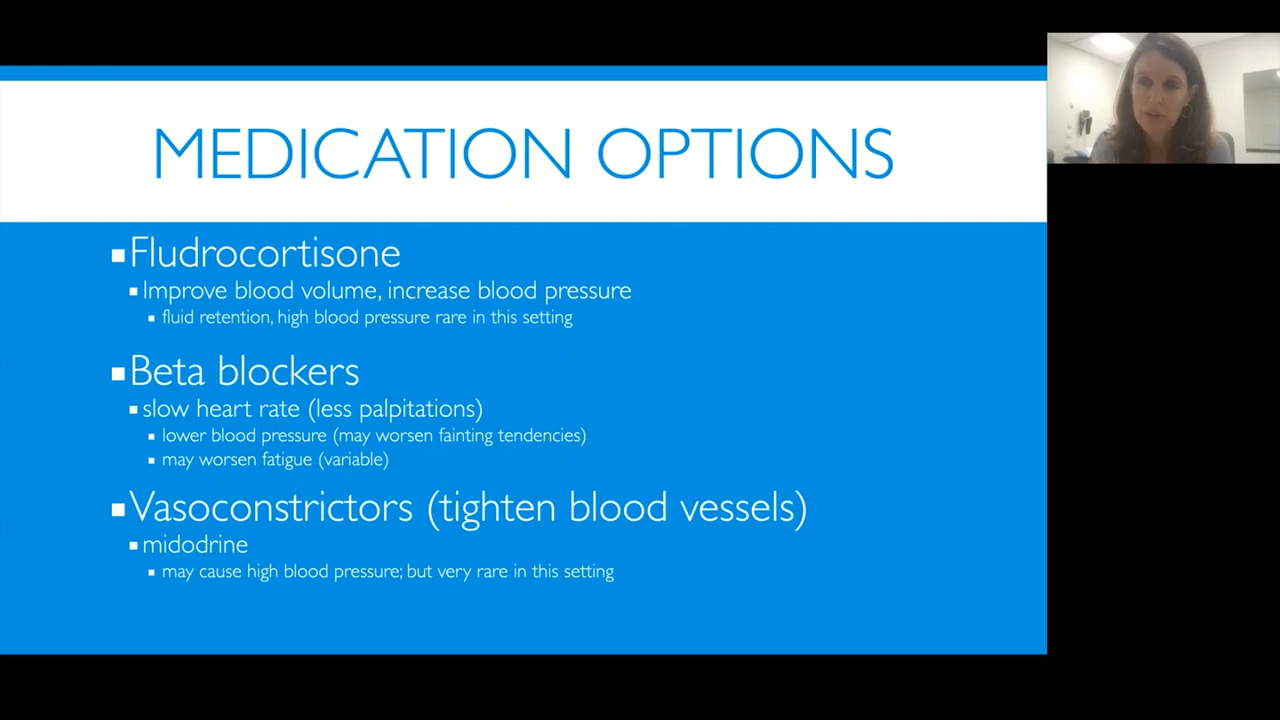 MEDICATION OPTIONS
▪Fludrocortisone
▪Improve blood volume, increase blood pressure
▪fluid retention, high blood pressure rare in this setting
▪Beta blockers
▪slow heart rate (less palpitations)
▪lower blood pressure (may worsen fainting tendencies)
▪may worsen fatigue (variable)
▪Vasoconstrictors (tighten blood vessels)
▪midodrine
▪may cause high blood pressure; but very rare in this setting